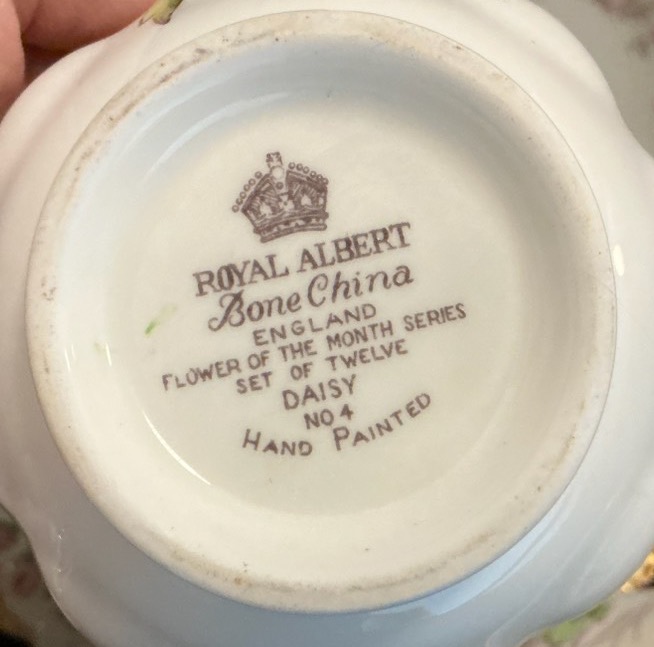 ROYAL ALBERT
Bone China
ENGLAND
FLOWER OF THE MONTH SERIES
SET OF TWELVE
DAISY
NO 4
HAND PAINTED